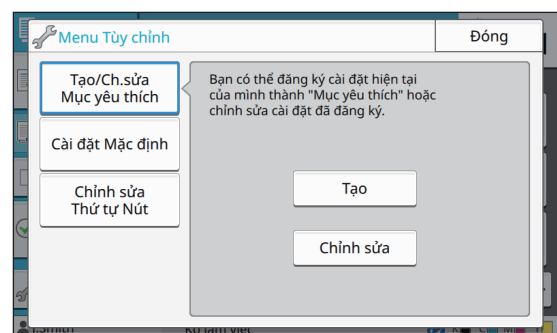 Menu Tùy chỉnh
Đóng
Tạo/Ch.sửa
Mục yêu thích
Bạn có thể đăng ký cài đặt hiện tại
của mình thành "Mục yêu thích" hoặc
chỉnh sửa cài đặt đã đăng ký.
Cài đặt Mặc định
Chỉnh sửa
Thứ tự Nút
Tạo
Chỉnh sửa